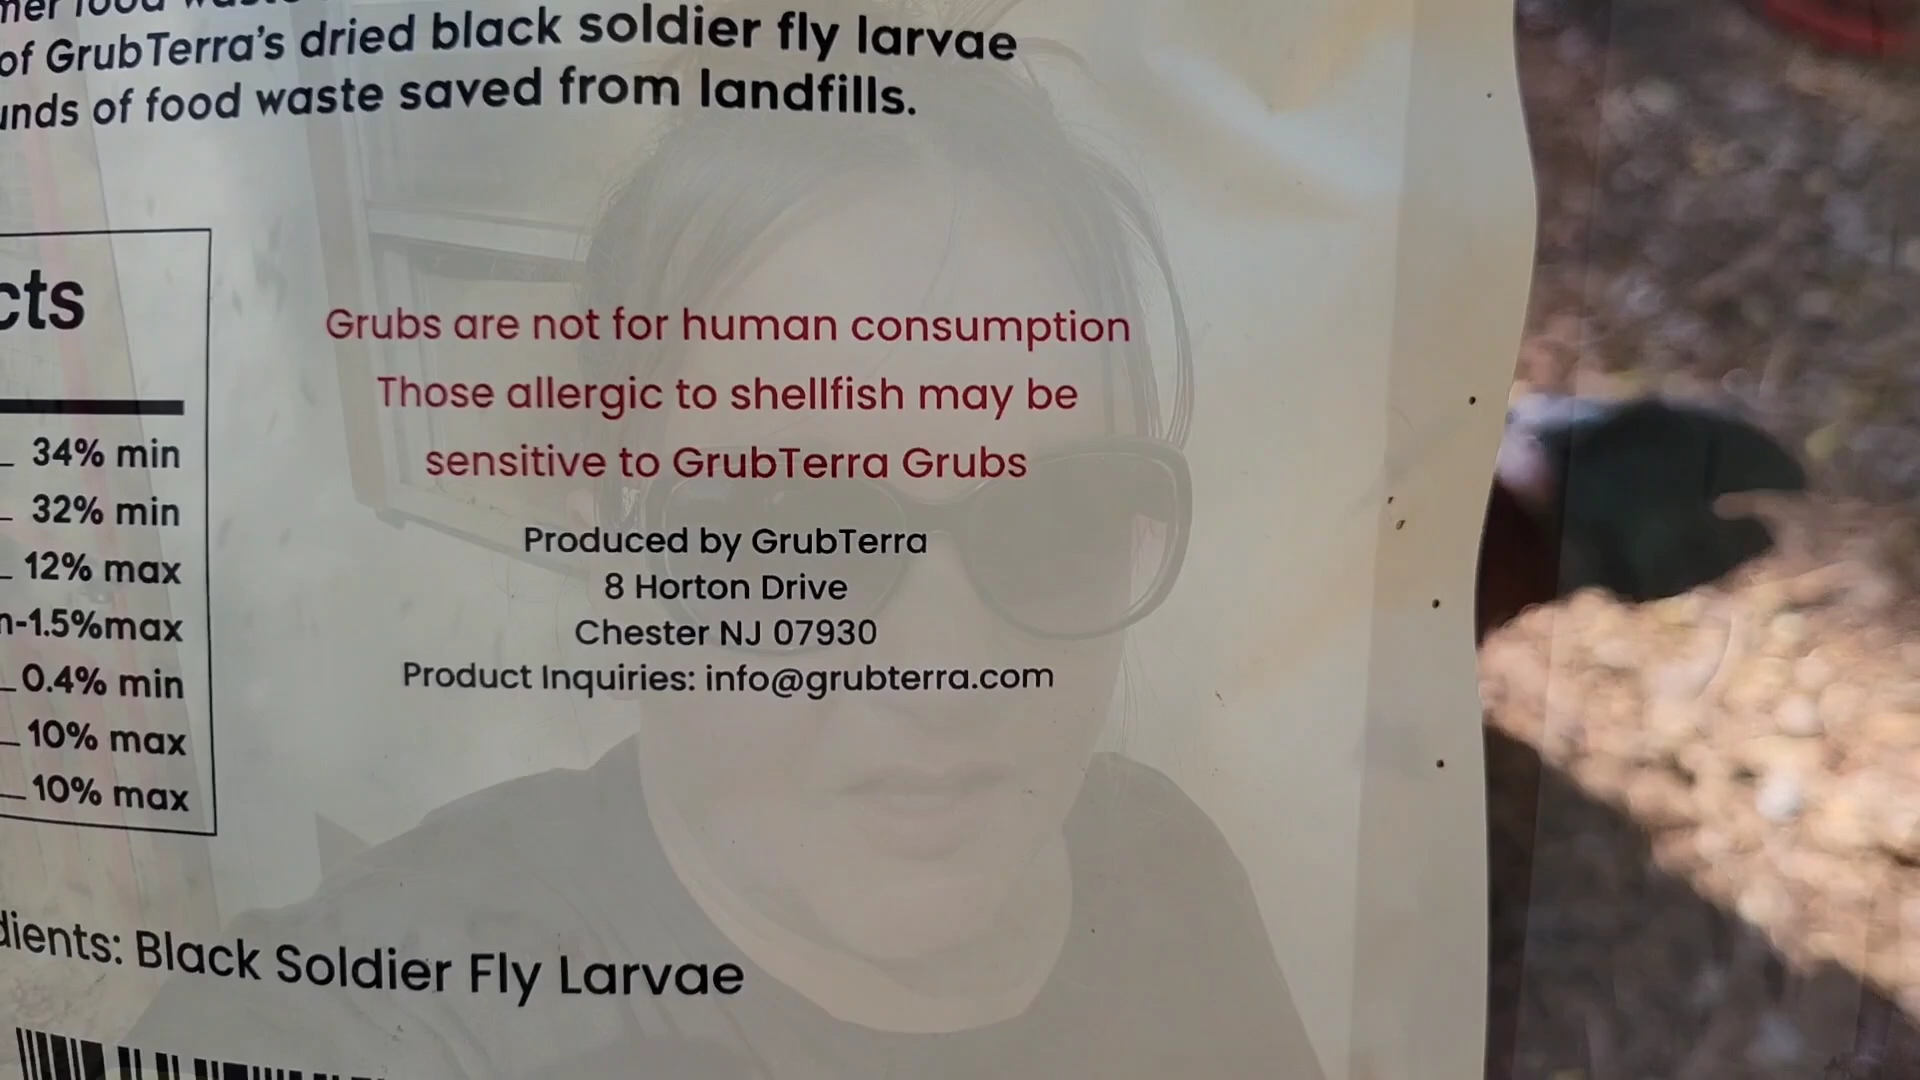 of GrubTerra's dried black soldier fly larvae
of food waste saved from landfills.
Grubs are not for human consumption
Those allergic to shellfish may be
sensitive to GrubTerra Grubs
34% min
32% min
12% max
-1.5%max
0.4% min
10% max
10% max
Produced by GrubTerra
8 Horton Drive
Chester NJ 07930
Product Inquiries: info@grubterra.com
Black Soldier Fly Larvae